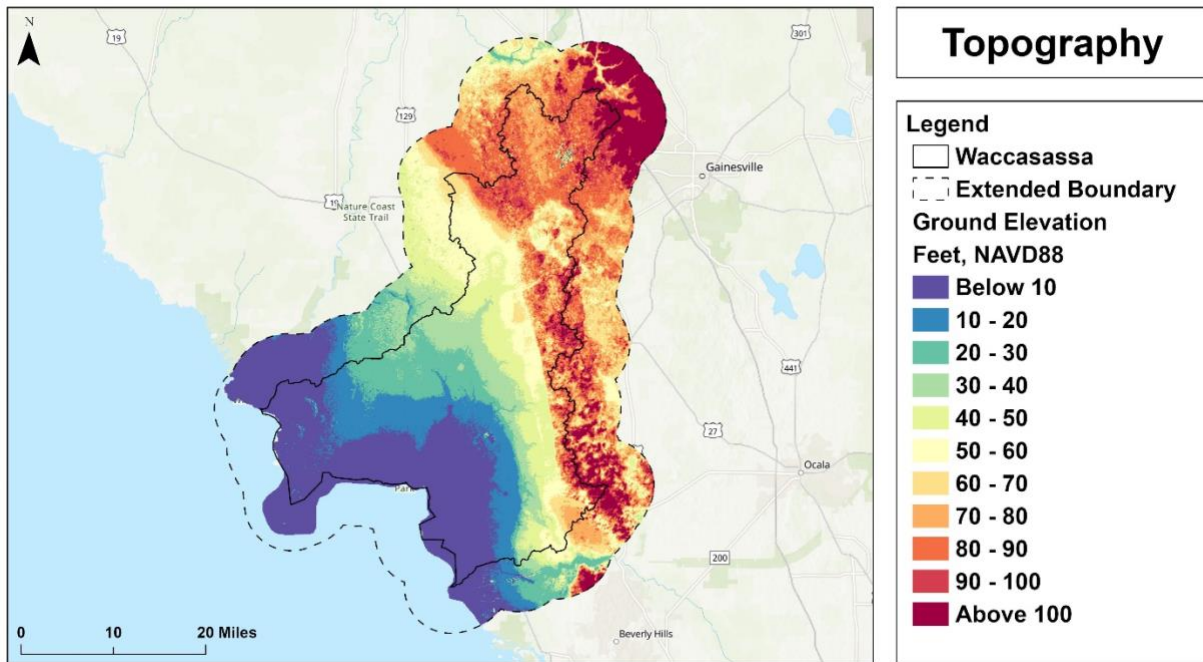 N
19
301
129
Gainesville
19
Nature Coast
State Trail
441
27
Ocala
Par
200
Beverly Hills
0 10 20 Miles
Topography
Legend
Waccasassa
Extended Boundary
Ground Elevation
Feet, NAVD88
Below 10
10 - 20
20 - 30
30 - 40
40 - 50
50 - 60
60 - 70
70 - 80
80 - 90
90 - 100
Above 100